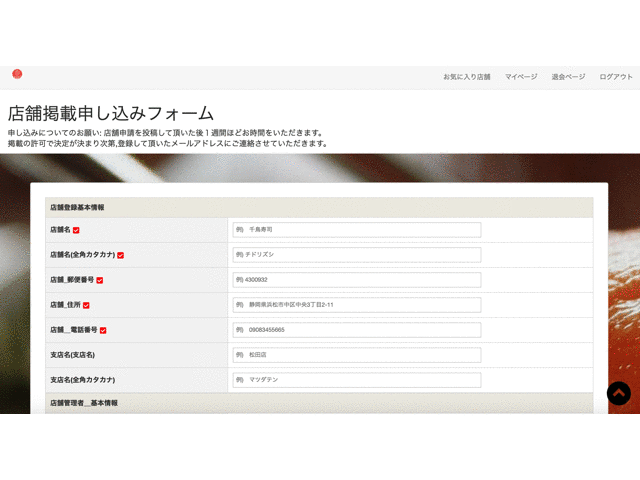 お気に入り店舗 マイページ 退会ページ ログアウト
店舗掲載申し込みフォーム
申し込みについてのお願い: 店舗申請を投稿して頂いた後１週間ほどお時間をいただきます。
掲載の許可で決定が決まり次第,登録して頂いたメールアドレスにご連絡させていただきます。
店舗登録基本情報
店舗名 例) 千鳥寿司
店舗名(全角カタカナ) 例) チドリズシ
店舗_郵便番号 例) 4300932
店舗_住所 例) 静岡県浜松市中区中央3丁目2-11
店舗__電話番号 例) 09083455665
支店名(支店名) 例) 松田店
支店名(全角カタカナ) 例) マツダテン
店舗管理者__基本情報